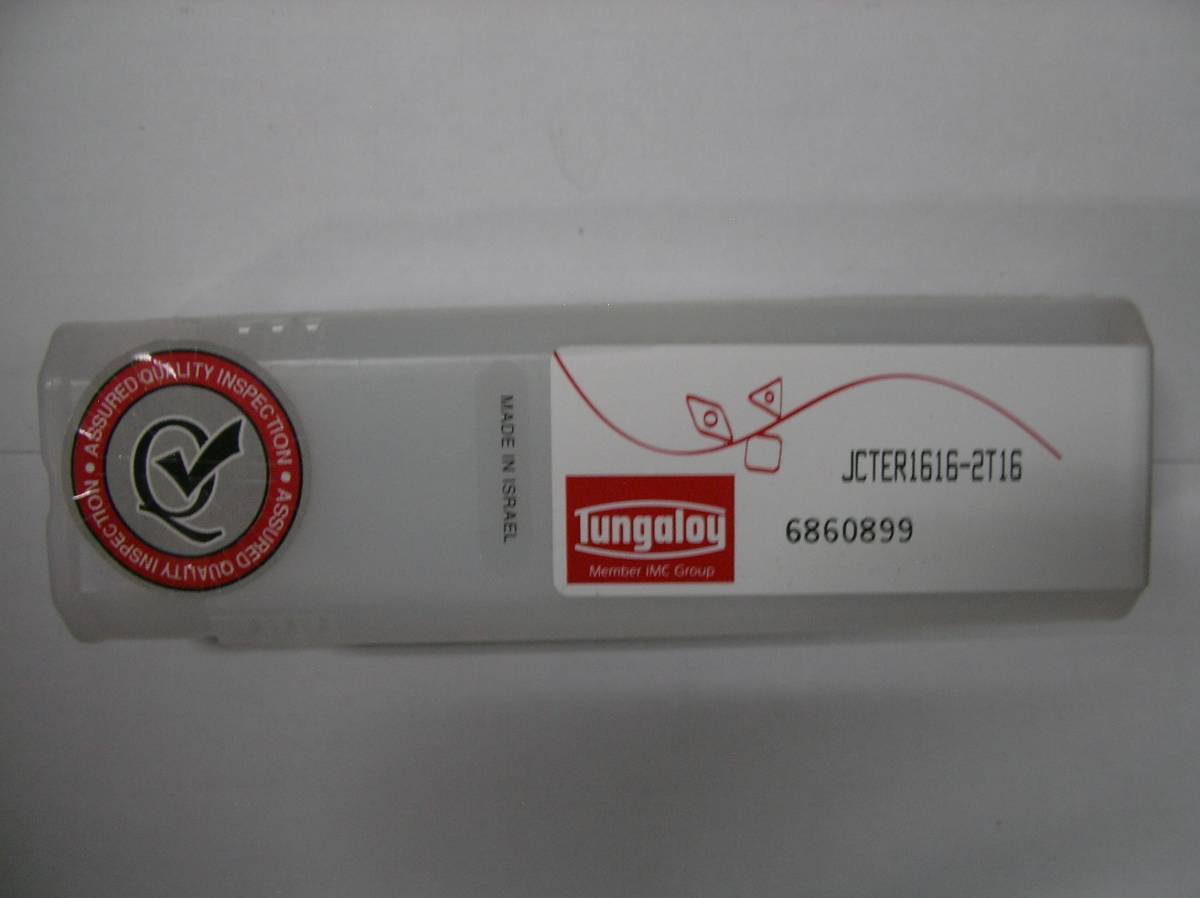 ASSURED QUALITY INSPECTION • ASSURED QUALITY INSPECTION •
MADE IN ISRAEL
JCTER1616-2T16
6860899
Tungaloy
Member IMC Group